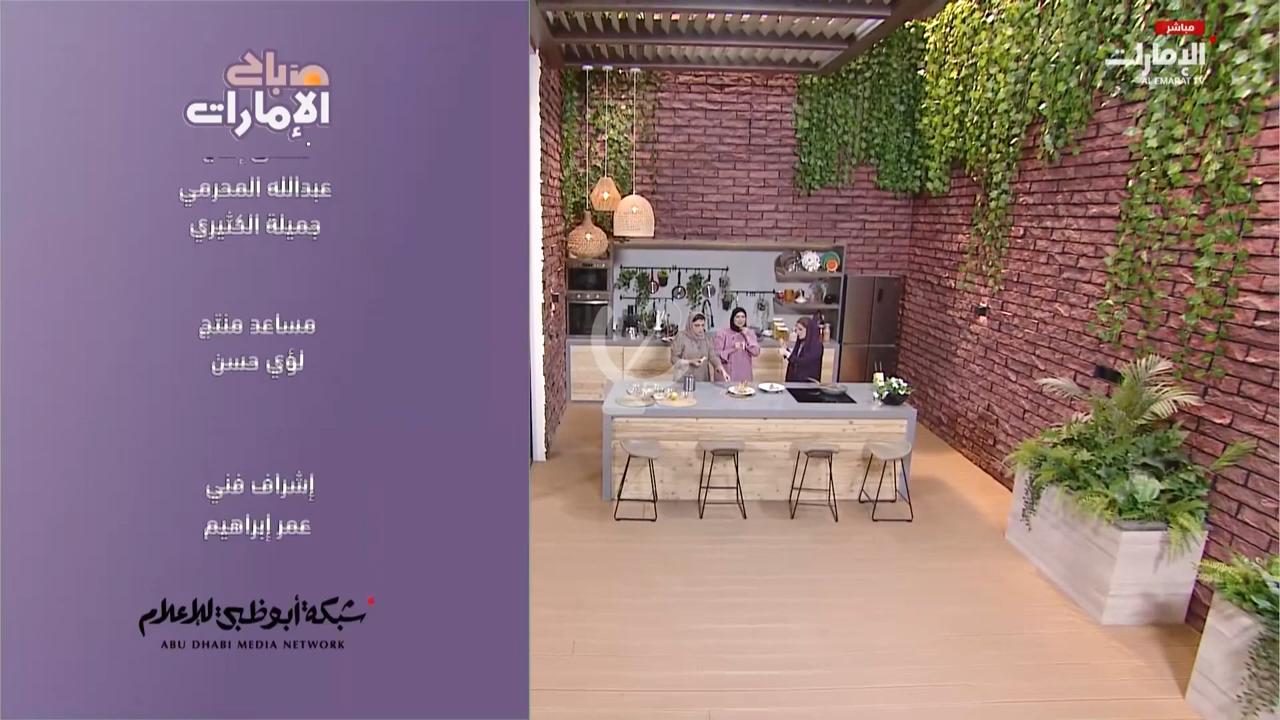 صباح
الإمارات
عبدالله المحرمي
جميلة الكثيري
مساعد منتج
لؤي حسن
إشراف فني
عمر إبراهيم
شبكة أبوظبي للإعلام
ABU DHABI MEDIA NETWORK
مباشر
الإمارات
AL EMARAT TV